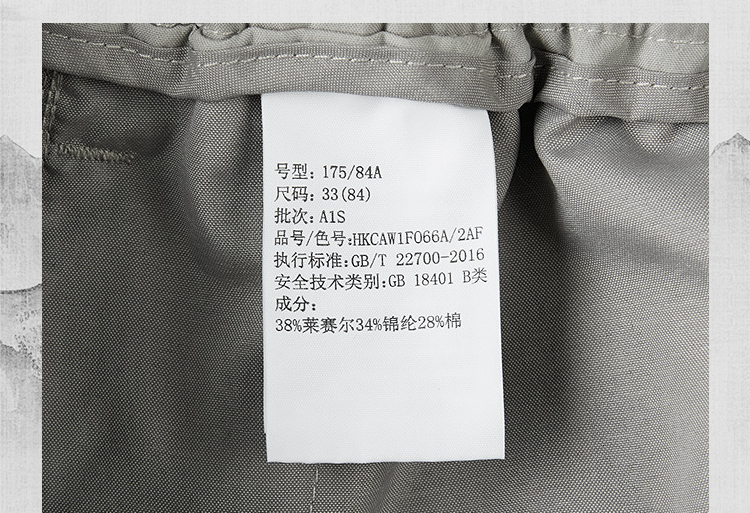 号型: 175/84A
尺码: 33(84)
批次: A1S
品号/色号:HKCAW1F066A/2AF
执行标准:GB/T 22700-2016
安全技术类别:GB 18401 B类
成分:
38%莱赛尔34%锦纶28%棉